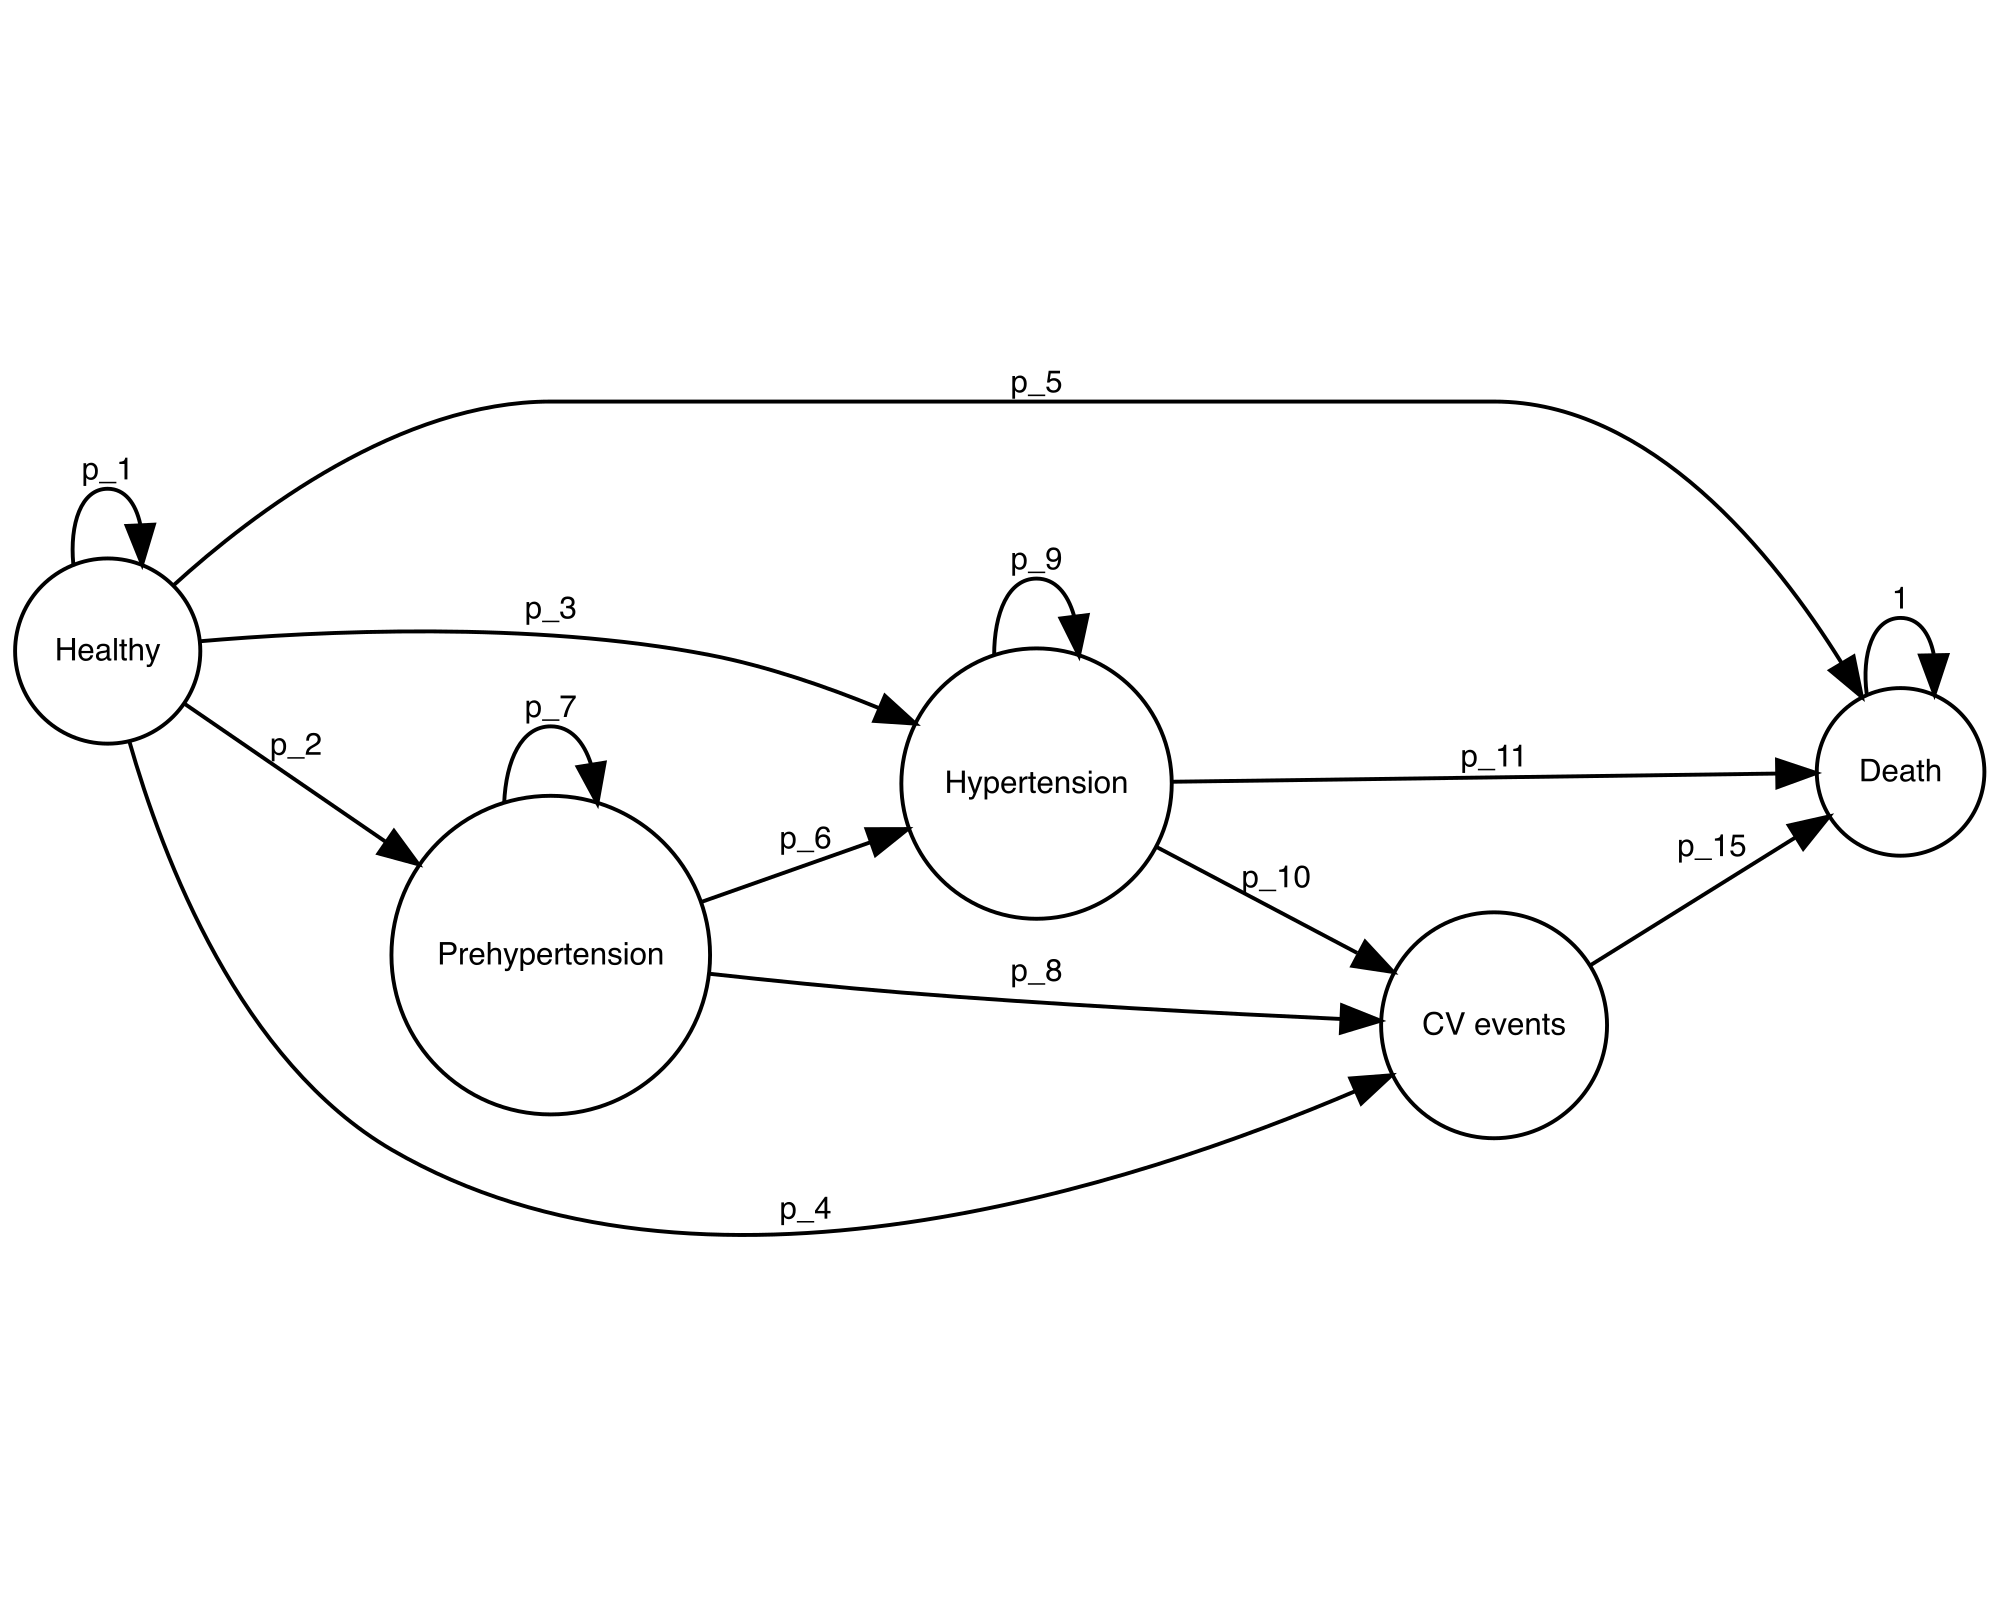 p_5
p_1
p_9
1
p_3
Healthy
p_7
p_2
Hypertension
p_11
Death
p_6
p_15
p_10
Prehypertension
p_8
CV events
p_4